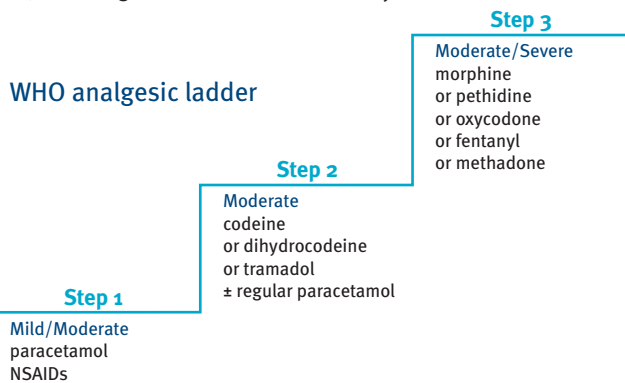 WHO analgesic ladder
Step 3
Moderate/Severe
morphine
or pethidine
or oxycodone
or fentanyl
or methadone
Step 2
Moderate
codeine
or dihydrocodeine
or tramadol
± regular paracetamol
Step 1
Mild/Moderate
paracetamol
NSAIDs